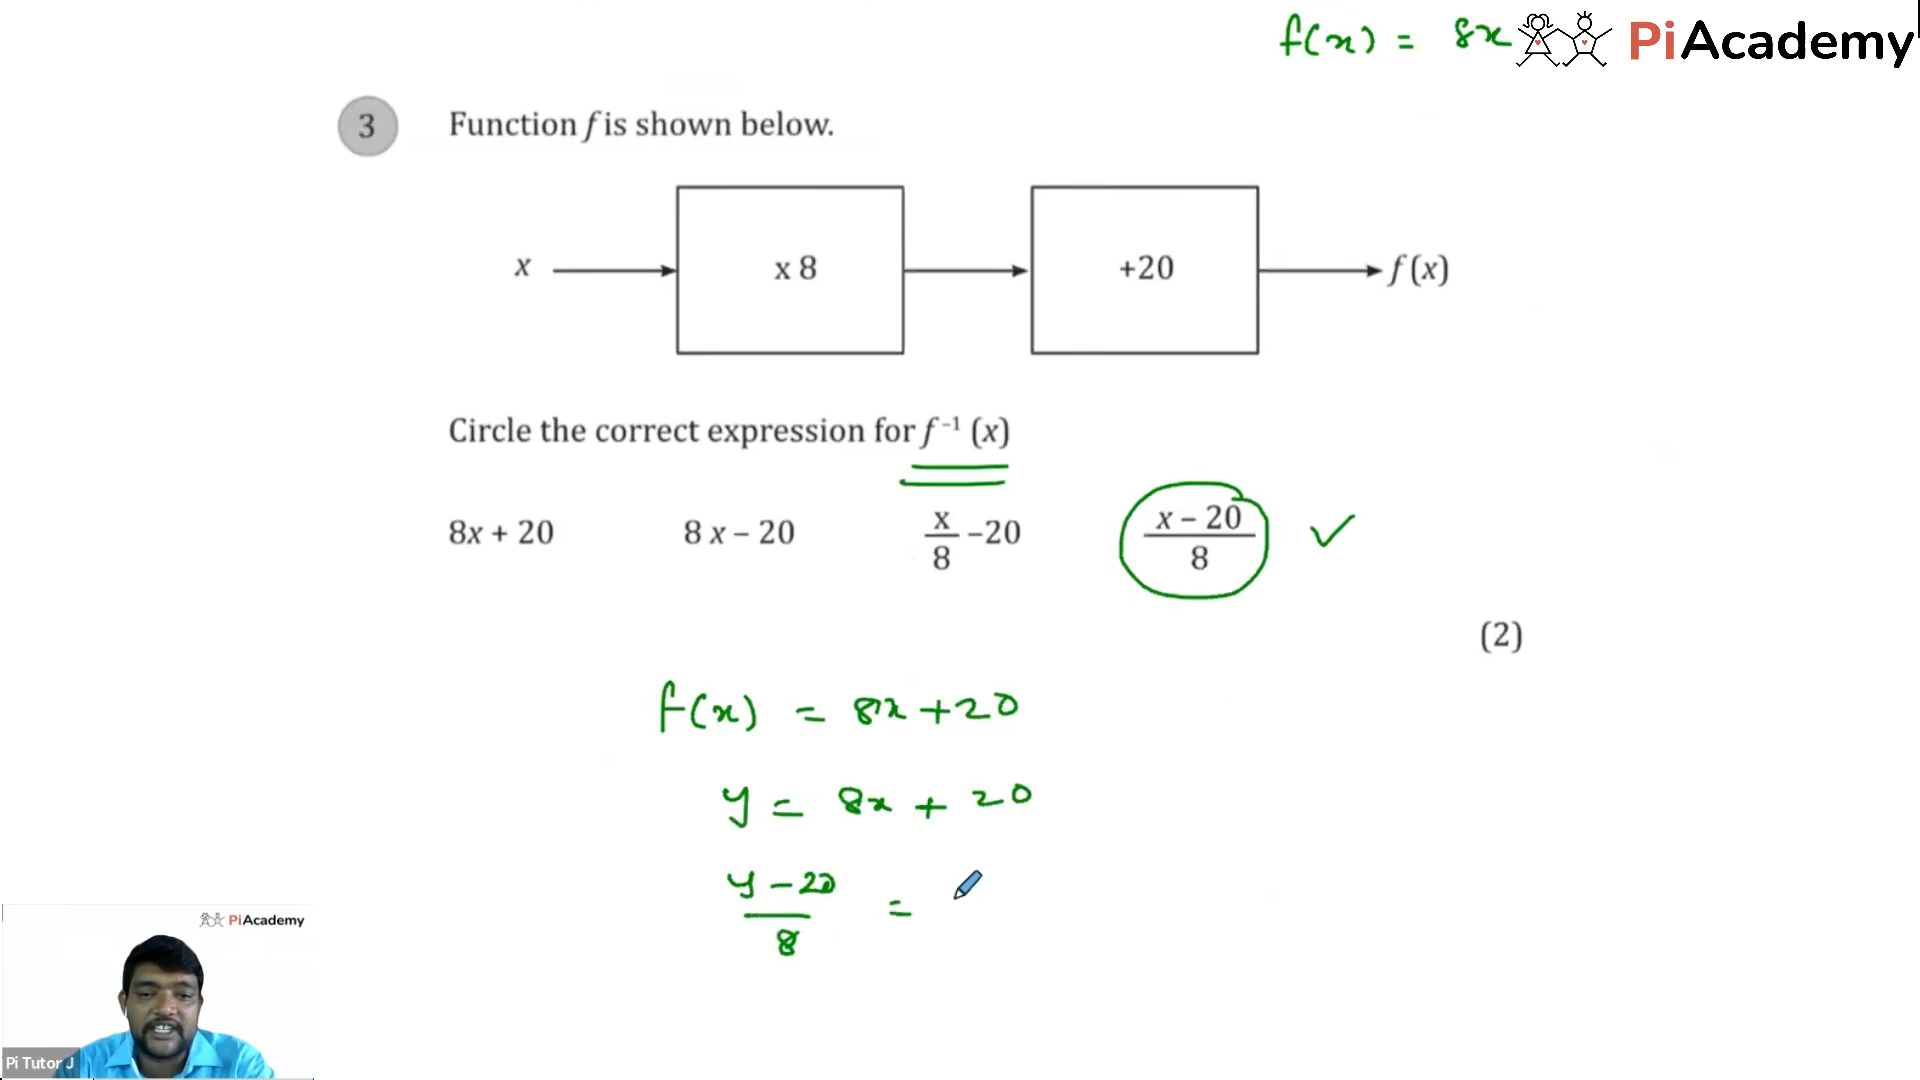 f(x) = 8x PiAcademy
3 Function f is shown below.
x x 8 +20 f (x)
Circle the correct expression for f⁻¹ (x)
8x + 20 8 x – 20 x/8 –20 x – 20/8 ✓
(2)
f(x) = 8x + 20
y = 8x + 20
y – 20/8 =
PiAcademy
Pi Tutor J